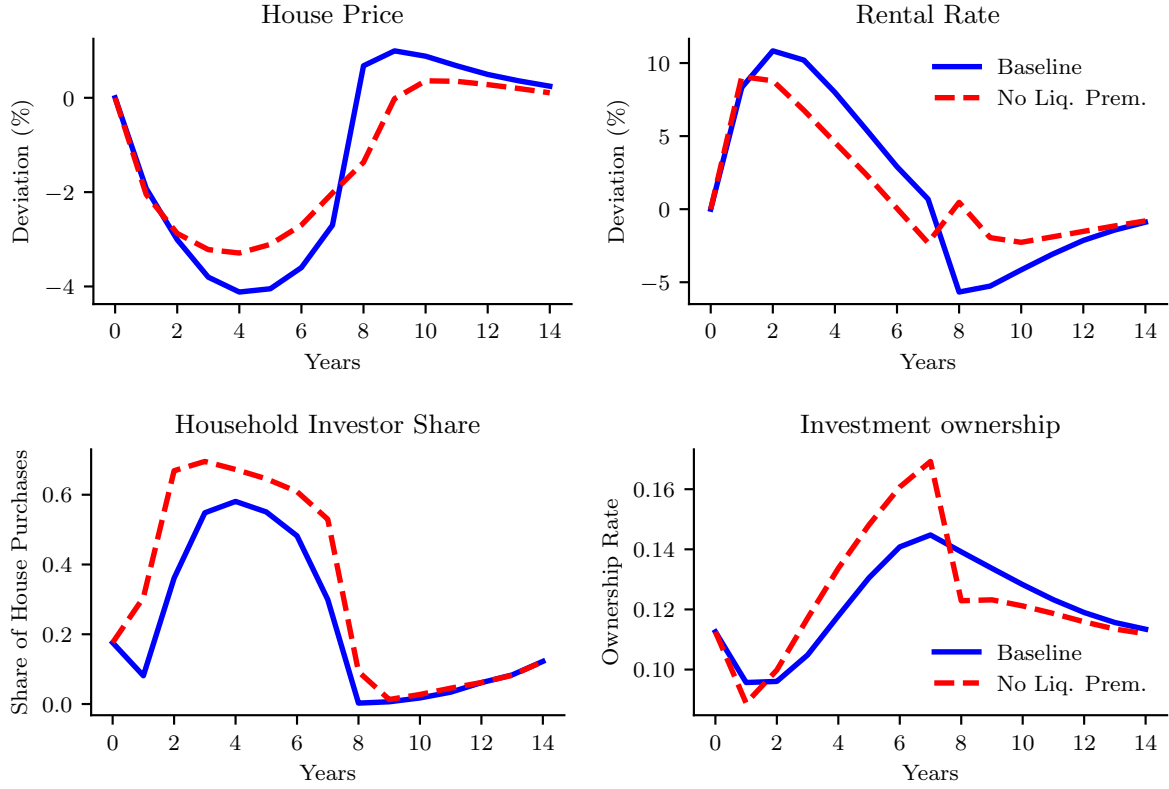 House Price
Deviation (%)
0
−2
−4
0 2 4 6 8 10 12 14
Years
Rental Rate
Deviation (%)
10
5
0
−5
Baseline
No Liq. Prem.
0 2 4 6 8 10 12 14
Years
Household Investor Share
Share of House Purchases
0.6
0.4
0.2
0.0
0 2 4 6 8 10 12 14
Years
Investment ownership
Ownership Rate
0.16
0.14
0.12
0.10
Baseline
No Liq. Prem.
0 2 4 6 8 10 12 14
Years